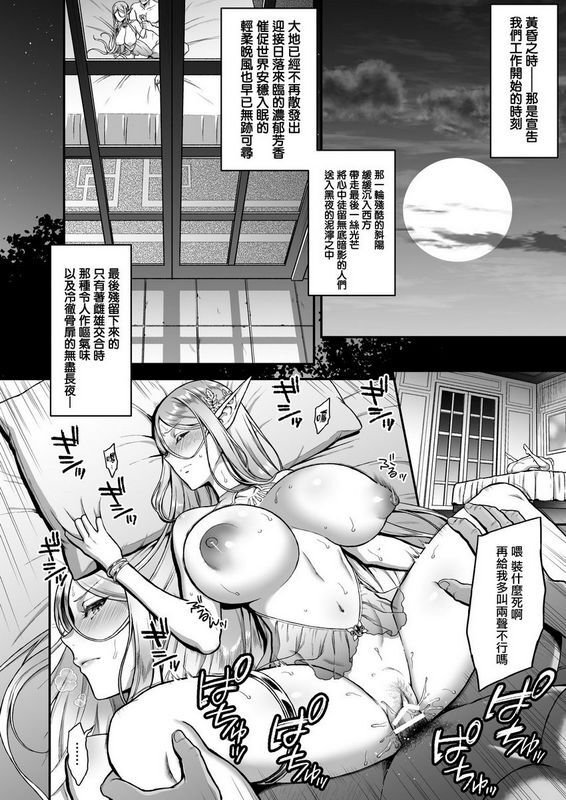 黃昏之時——那是宣告
我們工作開始的時刻
那一輪殘酷的斜陽
緩緩沉入西方
帶走最後一絲光芒
將心中徒留無底暗影的人們
送入黑夜的泥濘之中
大地已經不再散發出
迎接日落來臨的濃郁芳香
催促世界安穩入眠的
輕柔晚風也早已無跡可尋
最後殘留下來的
只有著雌雄交合時
那種令人作嘔氣味
以及冷徹骨扉的無盡長夜—
ギシ
ギシ
ギシ
ギシ
喂 裝什麼死啊
再給我多叫兩聲不行嗎
………
ぱちゅ
ぱちゅ
ぱちゅ
ぱちゅ